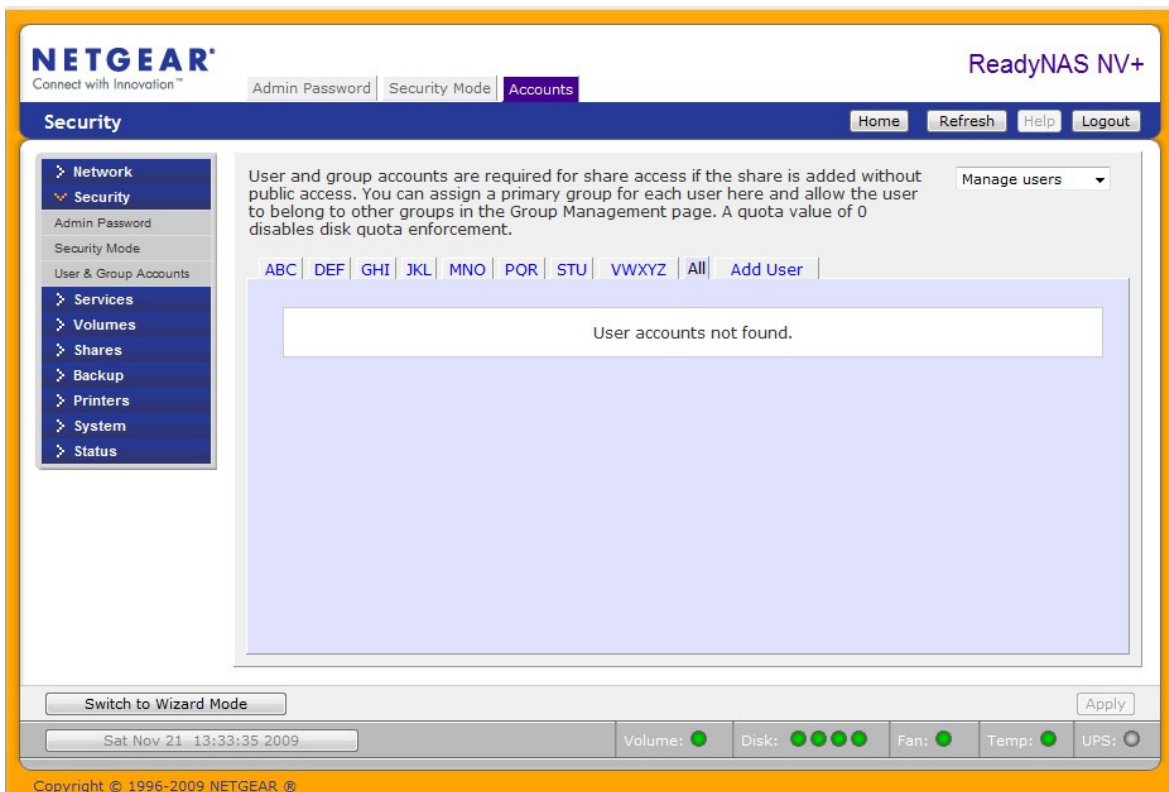 NETGEAR®
Connect with Innovation™
ReadyNAS NV+
Admin Password
Security Mode
Accounts
Security
Home
Refresh
Help
Logout
Network
Security
Admin Password
Security Mode
User & Group Accounts
Services
Volumes
Shares
Backup
Printers
System
Status
User and group accounts are required for share access if the share is added without
public access. You can assign a primary group for each user here and allow the user
to belong to other groups in the Group Management page. A quota value of 0
disables disk quota enforcement.
Manage users
ABC DEF GHI JKL MNO PQR STU VWXYZ All Add User
User accounts not found.
Switch to Wizard Mode
Apply
Sat Nov 21 13:33:35 2009
Volume:
Disk:
Fan:
Temp:
UPS:
Copyright © 1996-2009 NETGEAR ®